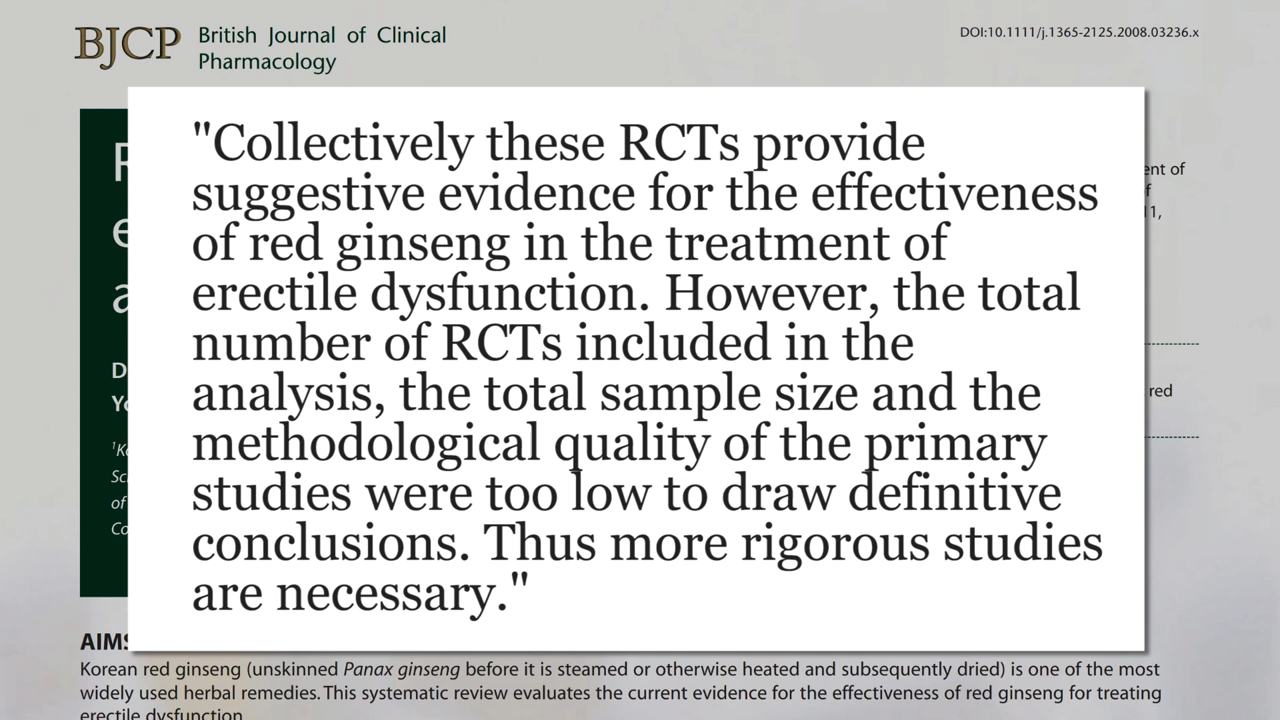 BJCP
British Journal of Clinical
Pharmacology
DOI:10.1111/j.1365-2125.2008.03236.x
"Collectively these RCTs provide
suggestive evidence for the effectiveness
of red ginseng in the treatment of
erectile dysfunction. However, the total
number of RCTs included in the
analysis, the total sample size and the
methodological quality of the primary
studies were too low to draw definitive
conclusions. Thus more rigorous studies
are necessary."
of
red
of
AIMS
Korean red ginseng (unskinned Panax ginseng before it is steamed or otherwise heated and subsequently dried) is one of the most
widely used herbal remedies. This systematic review evaluates the current evidence for the effectiveness of red ginseng for treating
erectile dysfunction